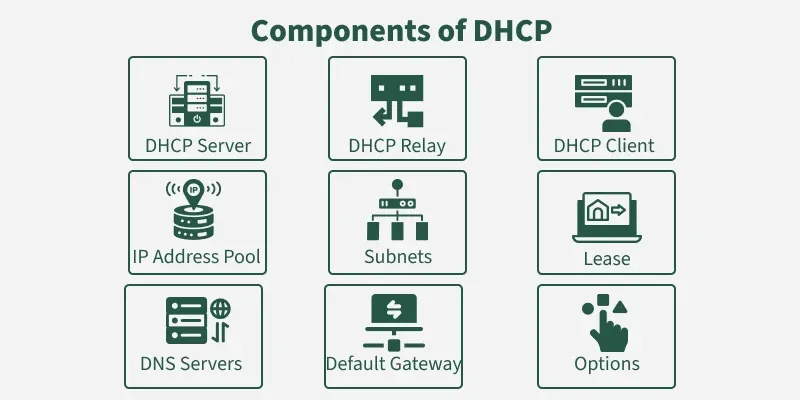 Components of DHCP
DHCP Server
DHCP Relay
DHCP Client
IP
IP Address Pool
Subnets
Lease
DNS Servers
Default Gateway
Options